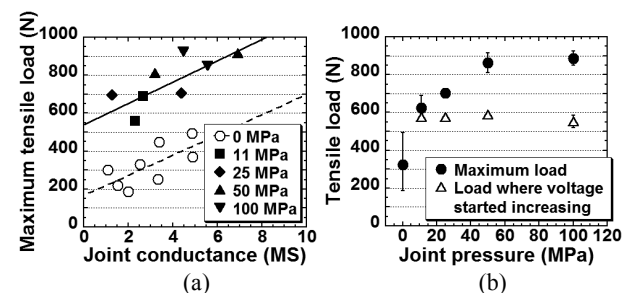 Maximum tensile load (N)
1000
800
600
400
200
0
0 2 4 6 8 10
Joint conductance (MS)
0 MPa
11 MPa
25 MPa
50 MPa
100 MPa
(a)
Tensile load (N)
1000
800
600
400
200
0
0 20 40 60 80 100 120
Joint pressure (MPa)
Maximum load
Load where voltage
started increasing
(b)